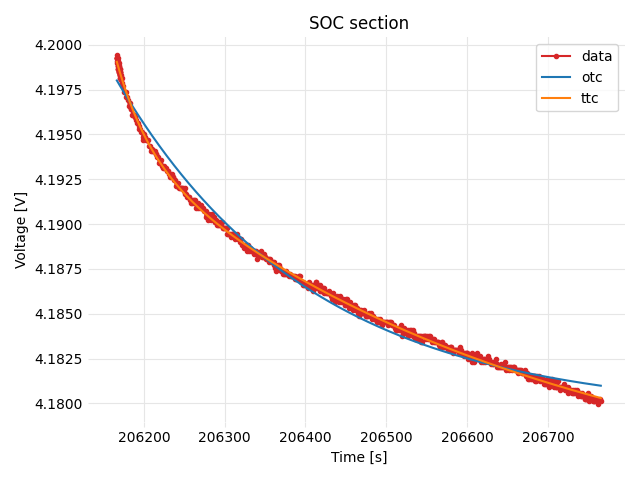 SOC section
4.2000
4.1975
4.1950
4.1925
4.1900
4.1875
4.1850
4.1825
4.1800
Voltage [V]
data
otc
ttc
206200 206300 206400 206500 206600 206700
Time [s]